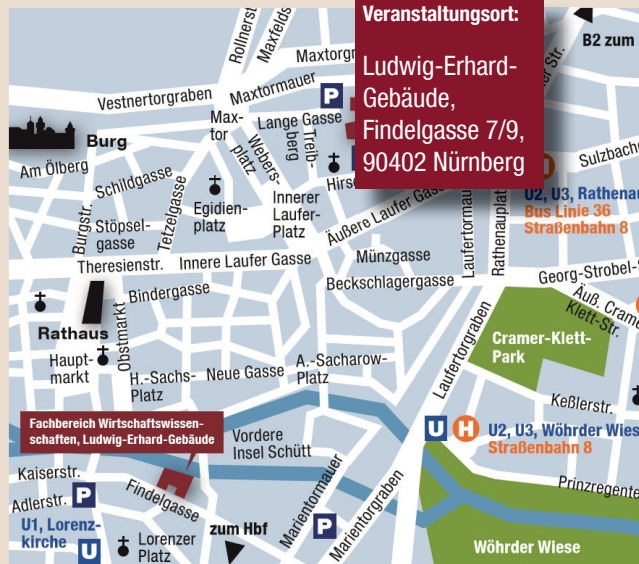 Veranstaltungsort:
Ludwig-Erhard-
Gebäude,
Findelgasse 7/9,
90402 Nürnberg
B2 zum
Maxfelds
Maxtorgr
Vestnertorgraben
Maxtormauer
P
Burg
Max-
tor
Lange Gasse
Treib-
berg
Webers-
platz
Am Ölberg
Schildgasse
Hirse
Sulzbache
H
U2, U3, Rathenau
Bus Linie 36
Straßenbahn 8
Burgstr.
Stöpsel-
gasse
Tetzelgasse
Egidien-
platz
Innerer
Laufer-
Platz
Äußere Laufer Gasse
Laufertormauer
Rathenauplatz
Theresienstr.
Innere Laufer Gasse
Münzgasse
Beckschlagergasse
Georg-Strobel-S
Bindergasse
Äuß. Cramer-
Klett-Str.
Rathaus
Obstmarkt
Haupt-
markt
H.-Sachs-
Platz
Neue Gasse
A.-Sacharow-
Platz
Laufertorgraben
Cramer-Klett-
Park
Keßlerstr.
Fachbereich Wirtschaftswissen-
schaften, Ludwig-Erhard-Gebäude
Vordere
Insel Schütt
U
H
U2, U3, Wöhrder Wies
Straßenbahn 8
Kaiserstr.
Adlerstr.
P
Findelgasse
Marientormauer
Marientorgraben
Prinzregente
U1, Lorenz-
kirche
U
Lorenzer
Platz
zum Hbf
P
Wöhrder Wiese